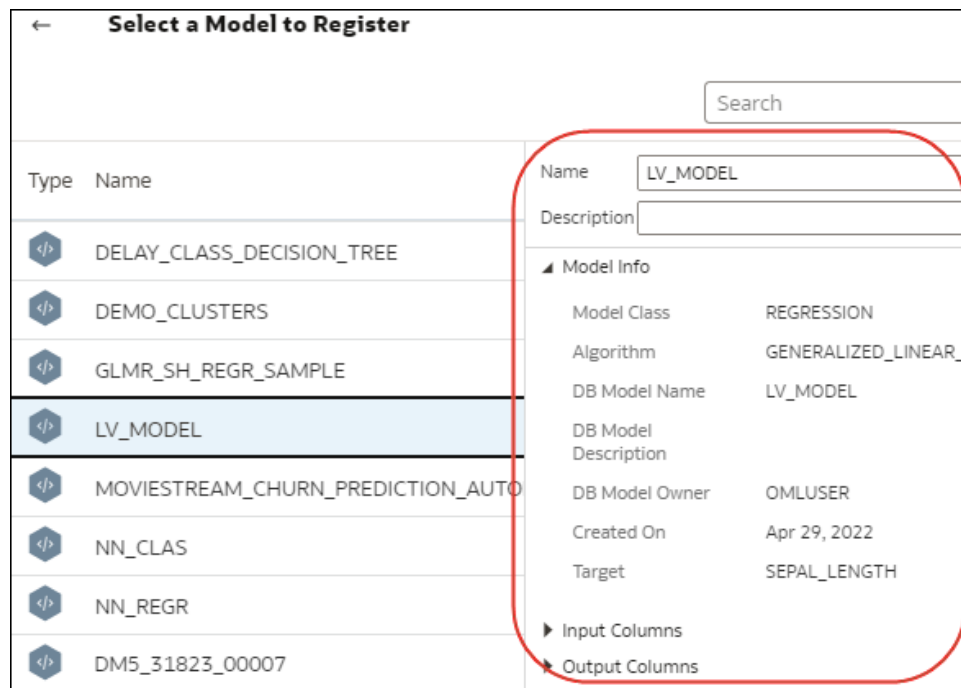 ← Select a Model to Register
Search
Type Name
DELAY_CLASS_DECISION_TREE
DEMO_CLUSTERS
GLMR_SH_REGR_SAMPLE
LV_MODEL
MOVIESTREAM_CHURN_PREDICTION_AUTO
NN_CLAS
NN_REGR
DM5_31823_00007
Name LV_MODEL
Description
Model Info
Model Class REGRESSION
Algorithm GENERALIZED_LINEAR_
DB Model Name LV_MODEL
DB Model
Description
DB Model Owner OMLUSER
Created On Apr 29, 2022
Target SEPAL_LENGTH
Input Columns
Output Columns